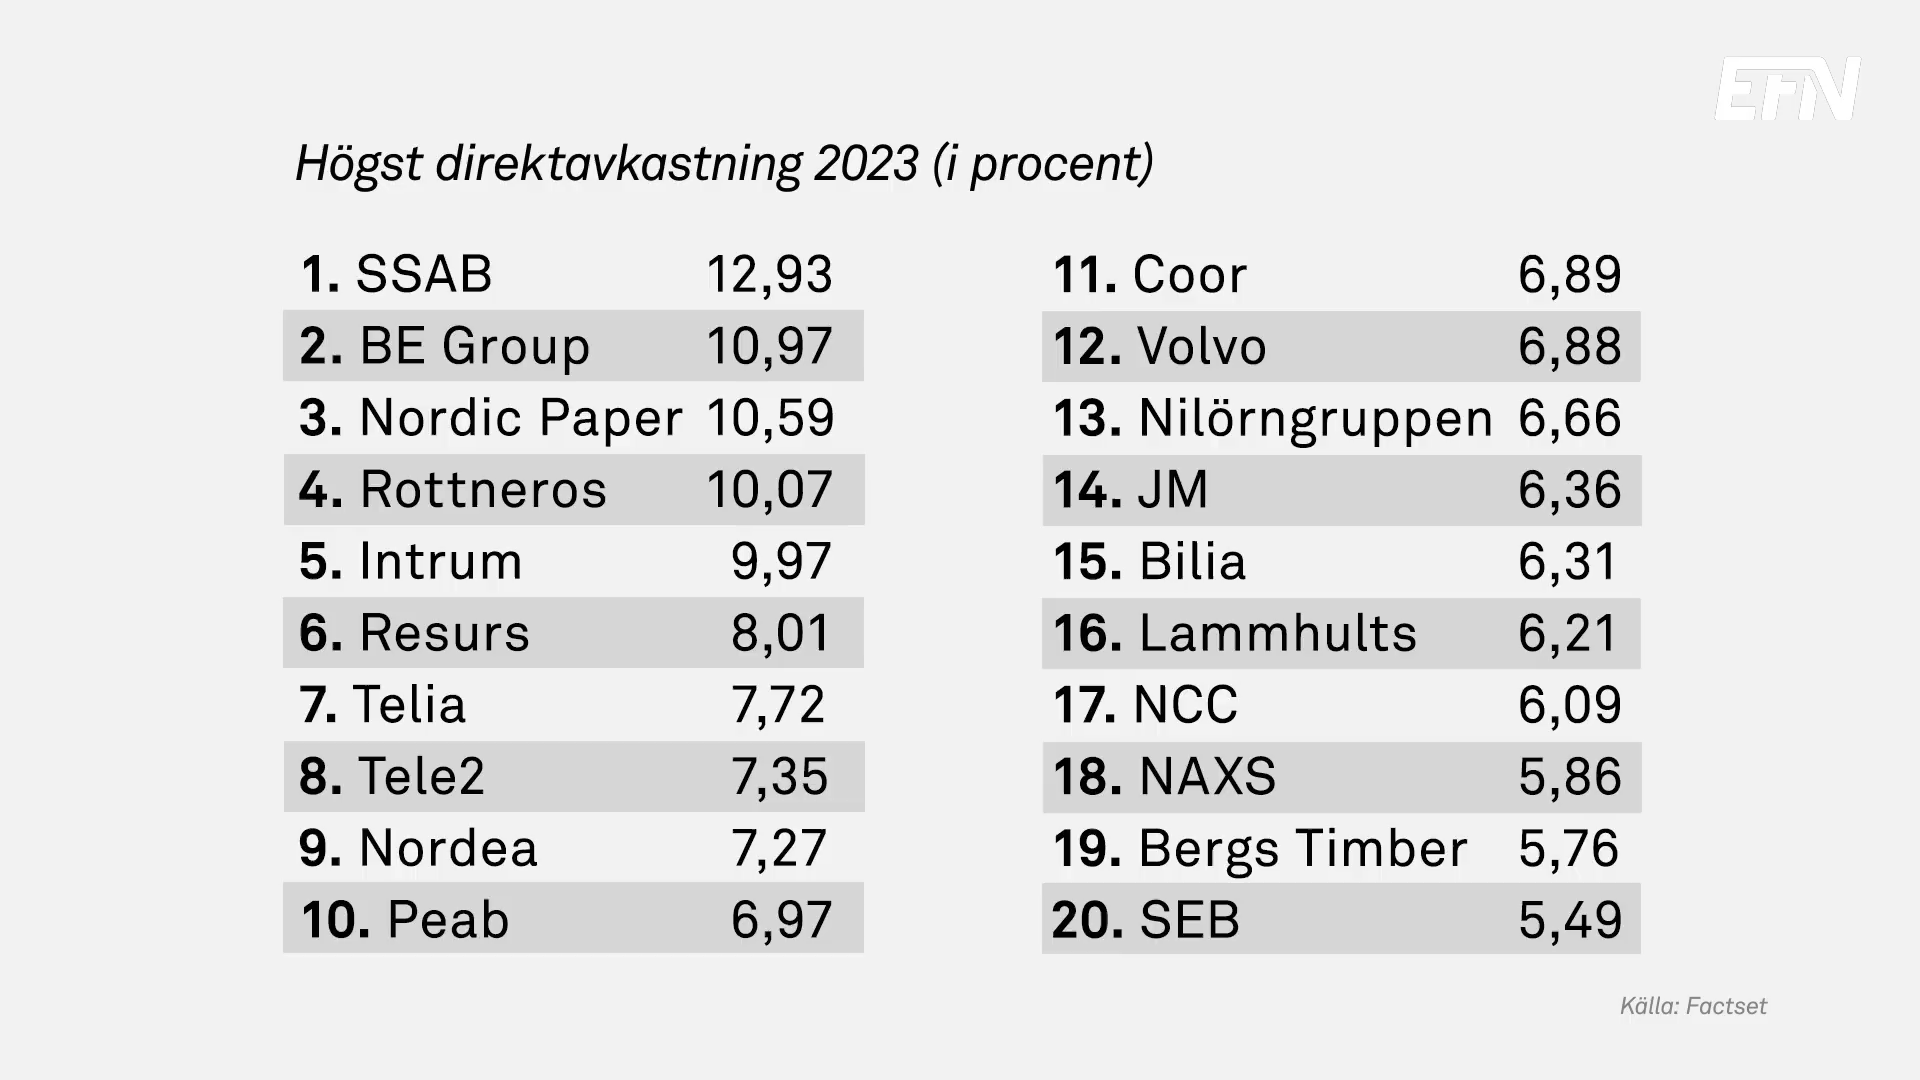 EFN
Högst direktavkastning 2023 (i procent)
1. SSAB 12,93
2. BE Group 10,97
3. Nordic Paper 10,59
4. Rottneros 10,07
5. Intrum 9,97
6. Resurs 8,01
7. Telia 7,72
8. Tele2 7,35
9. Nordea 7,27
10. Peab 6,97
11. Coor 6,89
12. Volvo 6,88
13. Nilörngruppen 6,66
14. JM 6,36
15. Bilia 6,31
16. Lammhults 6,21
17. NCC 6,09
18. NAXS 5,86
19. Bergs Timber 5,76
20. SEB 5,49
Källa: Factset